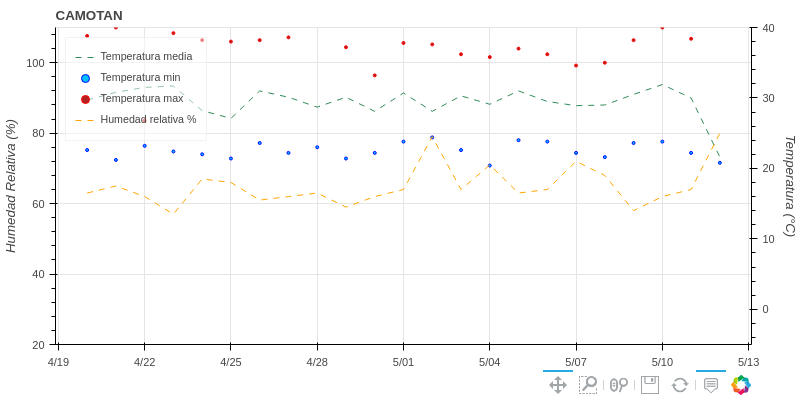 CAMOTAN
Temperatura media
Temperatura min
Temperatura max
Humedad relativa %
Humedad Relativa (%)
100
80
60
40
20
40
30
20
10
0
Temperatura (°C)
4/19 4/22 4/25 4/28 5/01 5/04 5/07 5/10 5/13